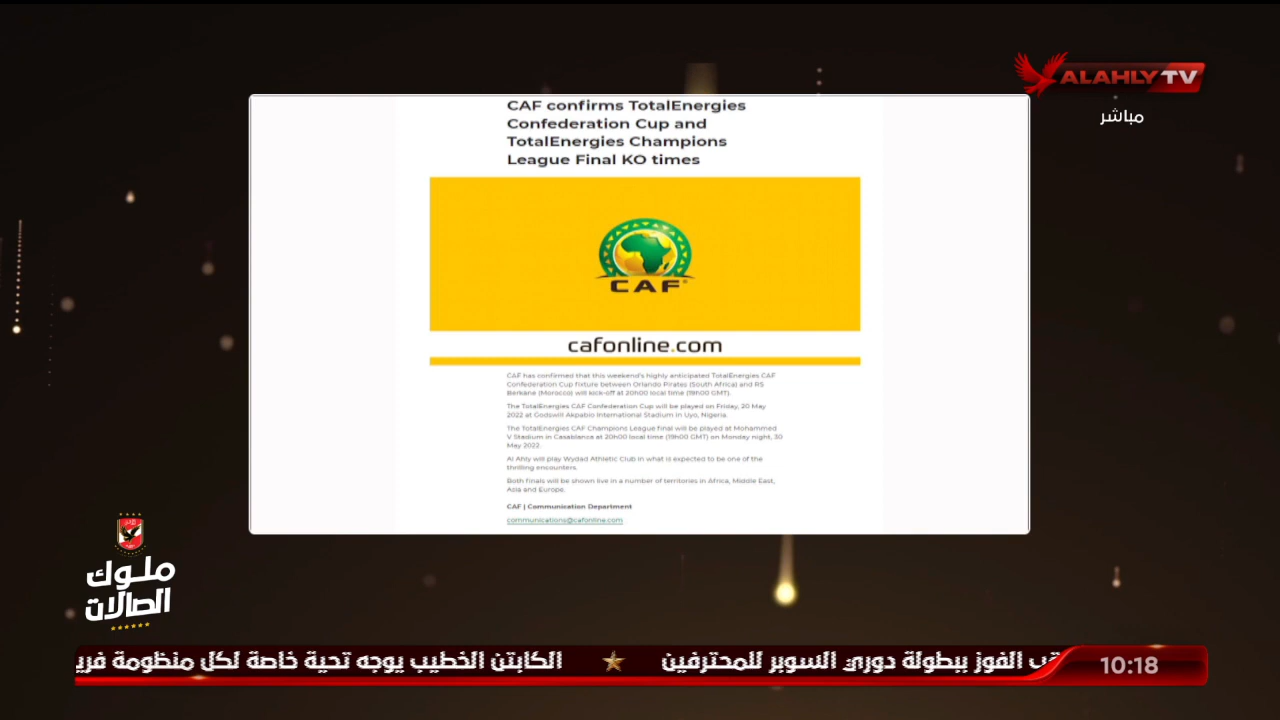 ALAHLY TV
مباشر
CAF confirms TotalEnergies
Confederation Cup and
TotalEnergies Champions
League Final KO times
CAF
cafonline.com
CAF has confirmed that this weekend's highly anticipated TotalEnergies CAF
Confederation Cup fixture between Orlando Pirates (South Africa) and RS
Berkane (Morocco) will kick-off at 20h00 local time (19h00 GMT).
The TotalEnergies CAF Confederation Cup will be played on Friday, 20 May
2022 at Godswill Akpabio International Stadium in Uyo, Nigeria.
The TotalEnergies CAF Champions League final will be played at Mohammed
V Stadium in Casablanca at 20h00 local time (19h00 GMT) on Monday night, 30
May 2022.
Al Ahly will play Wydad Athletic Club in what is expected to be one of the
thrilling encounters.
Both finals will be shown live in a number of territories in Africa, Middle East,
Asia and Europe.
CAF | Communication Department
communications@cafonline.com
ملوك
الصالات
الفوز ببطولة دوري السوبر للمحترفين ★ الكابتن الخطيب يوجه تحية خاصة لكل منظومة
10:18